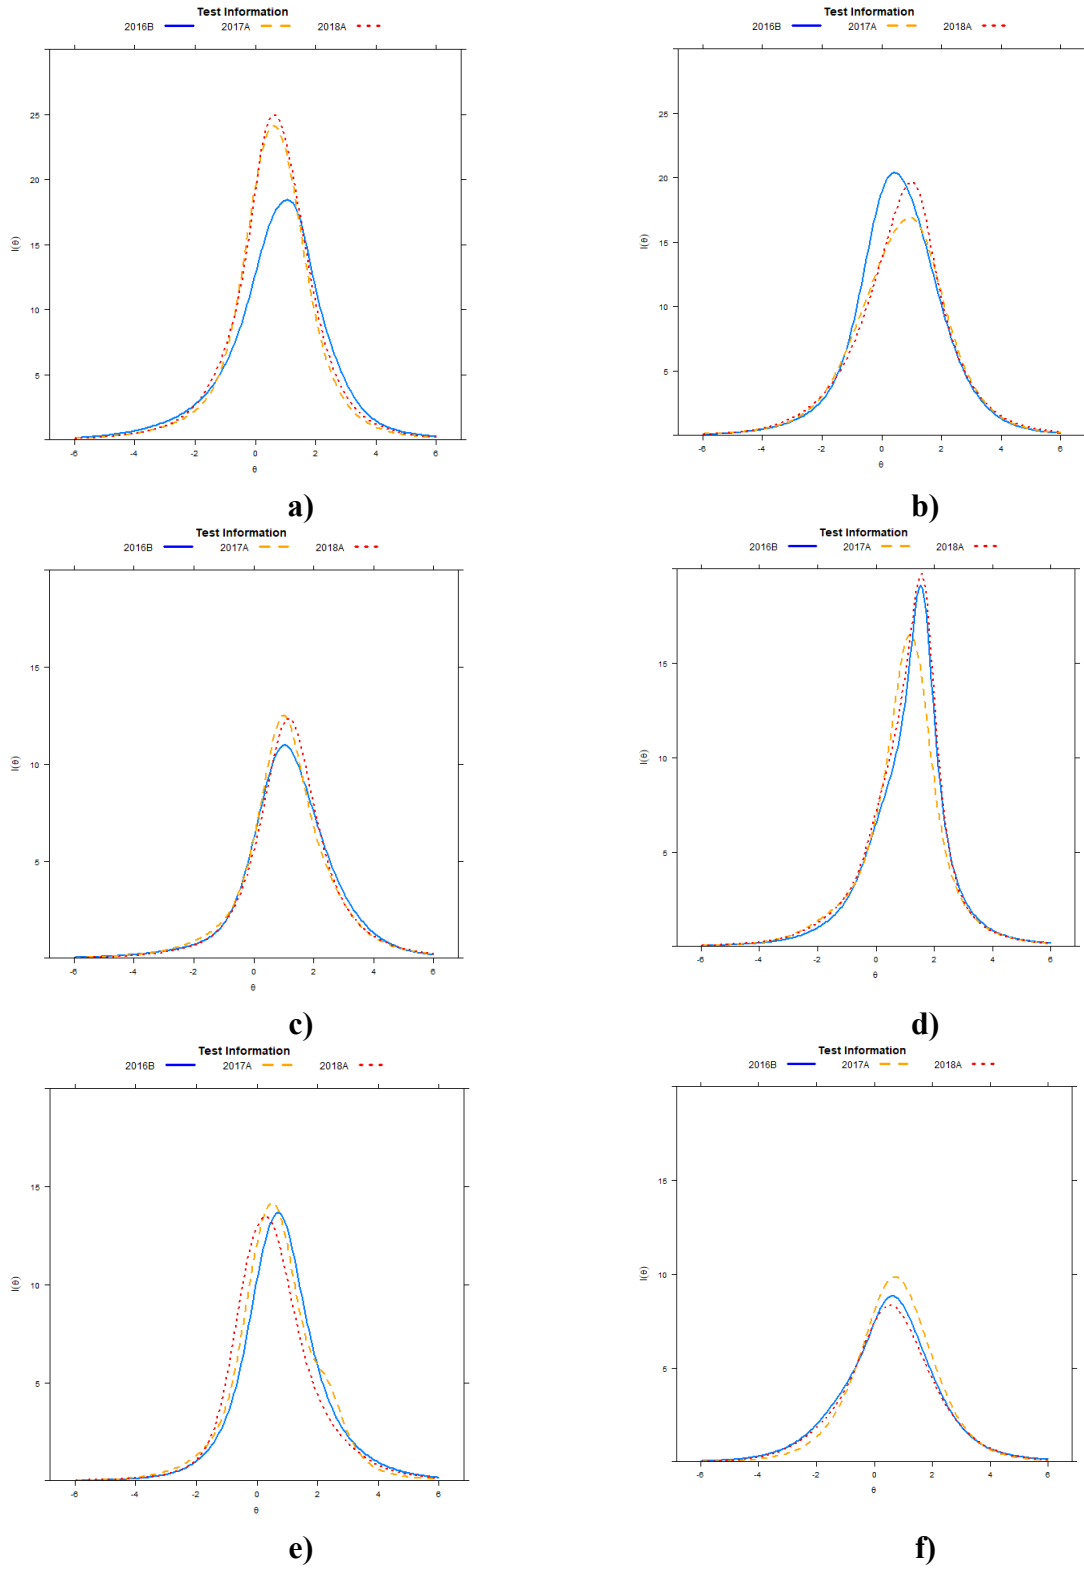 Test Information
2016B 2017A 2018A
25
20
15
10
5
I(θ)
-6 -4 -2 0 2 4 6
θ
a)
Test Information
2016B 2017A 2018A
25
20
15
10
5
I(θ)
-6 -4 -2 0 2 4 6
θ
b)
Test Information
2016B 2017A 2018A
15
10
5
I(θ)
-6 -4 -2 0 2 4 6
θ
c)
Test Information
2016B 2017A 2018A
15
10
5
I(θ)
-6 -4 -2 0 2 4 6
θ
d)
Test Information
2016B 2017A 2018A
15
10
5
I(θ)
-6 -4 -2 0 2 4 6
θ
e)
Test Information
2016B 2017A 2018A
15
10
5
I(θ)
-6 -4 -2 0 2 4 6
θ
f)